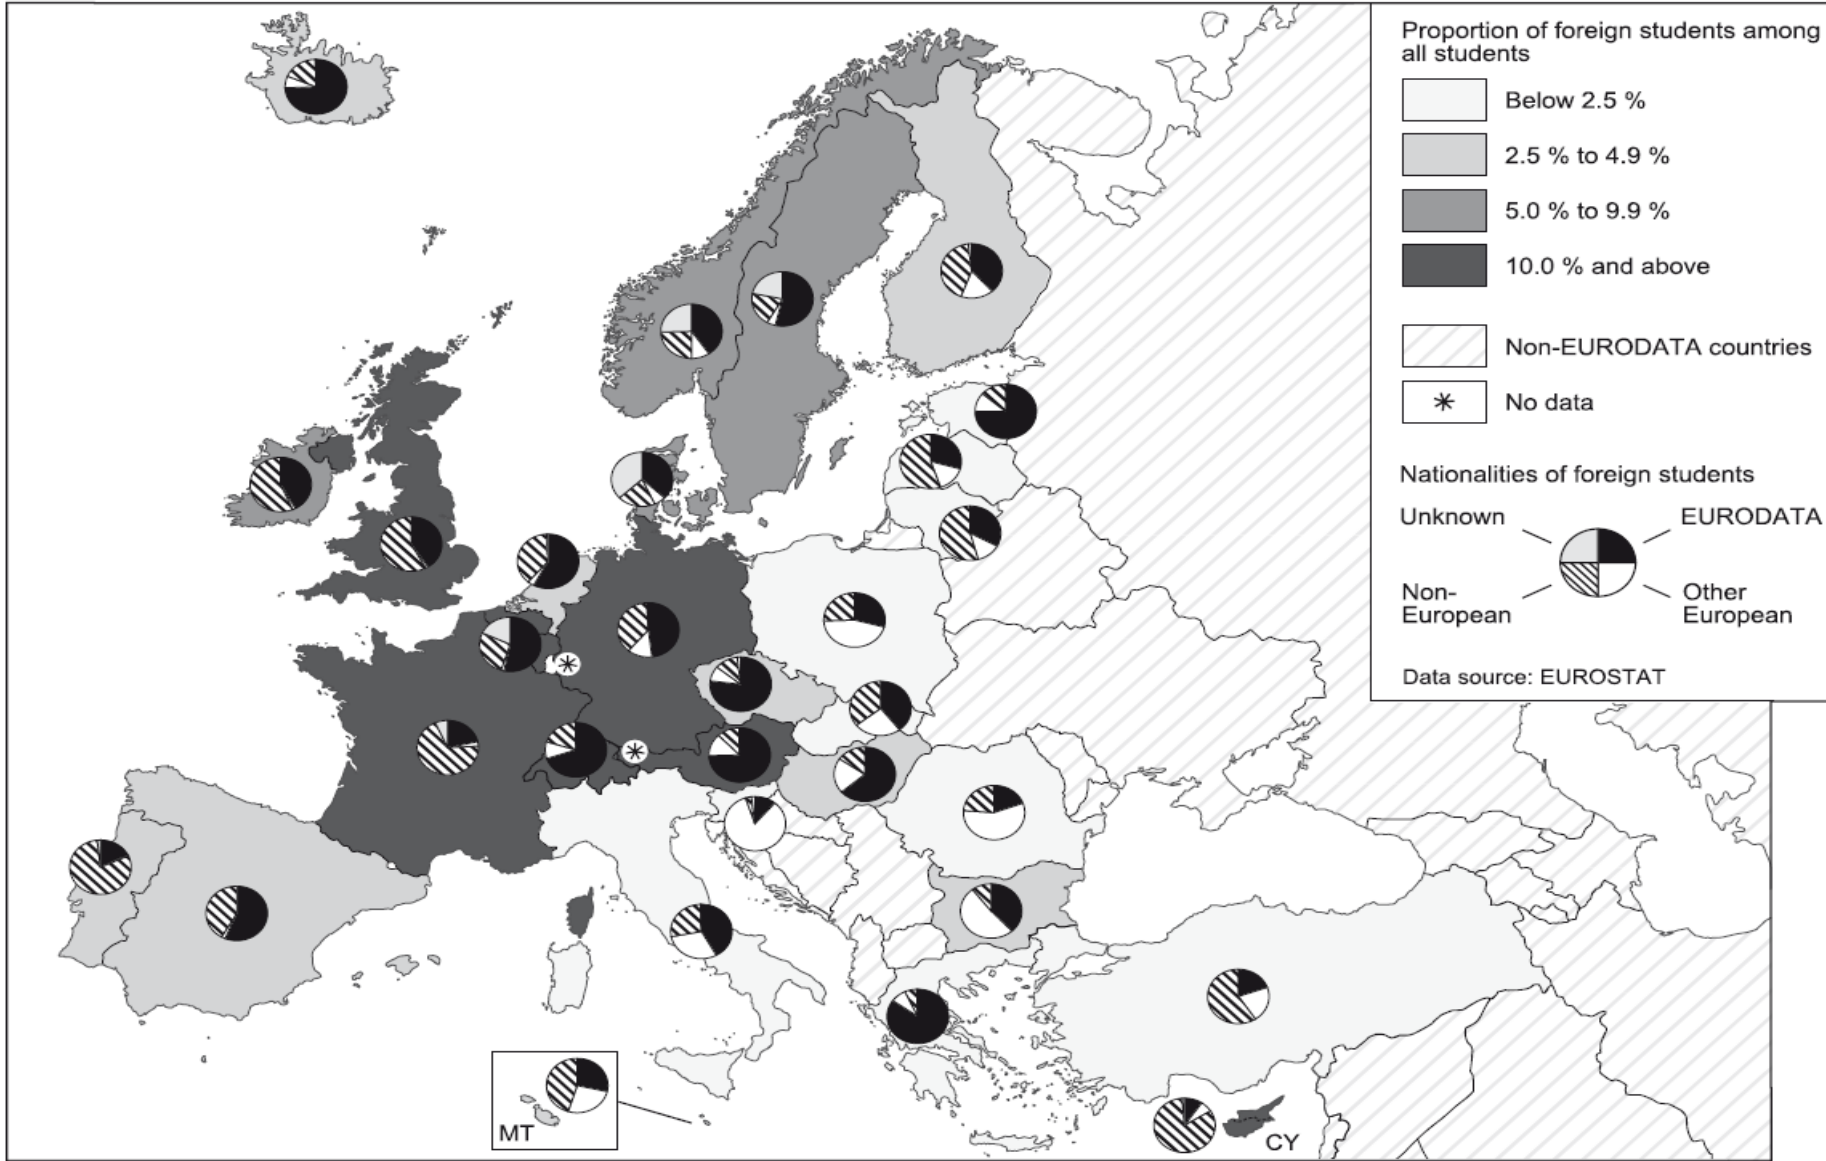 Proportion of foreign students among
all students
Below 2.5 %
2.5 % to 4.9 %
5.0 % to 9.9 %
10.0 % and above
Non-EURODATA countries
* No data
Nationalities of foreign students
Unknown
EURODATA
Non-
European
Other
European
Data source: EUROSTAT
*
*
MT
CY